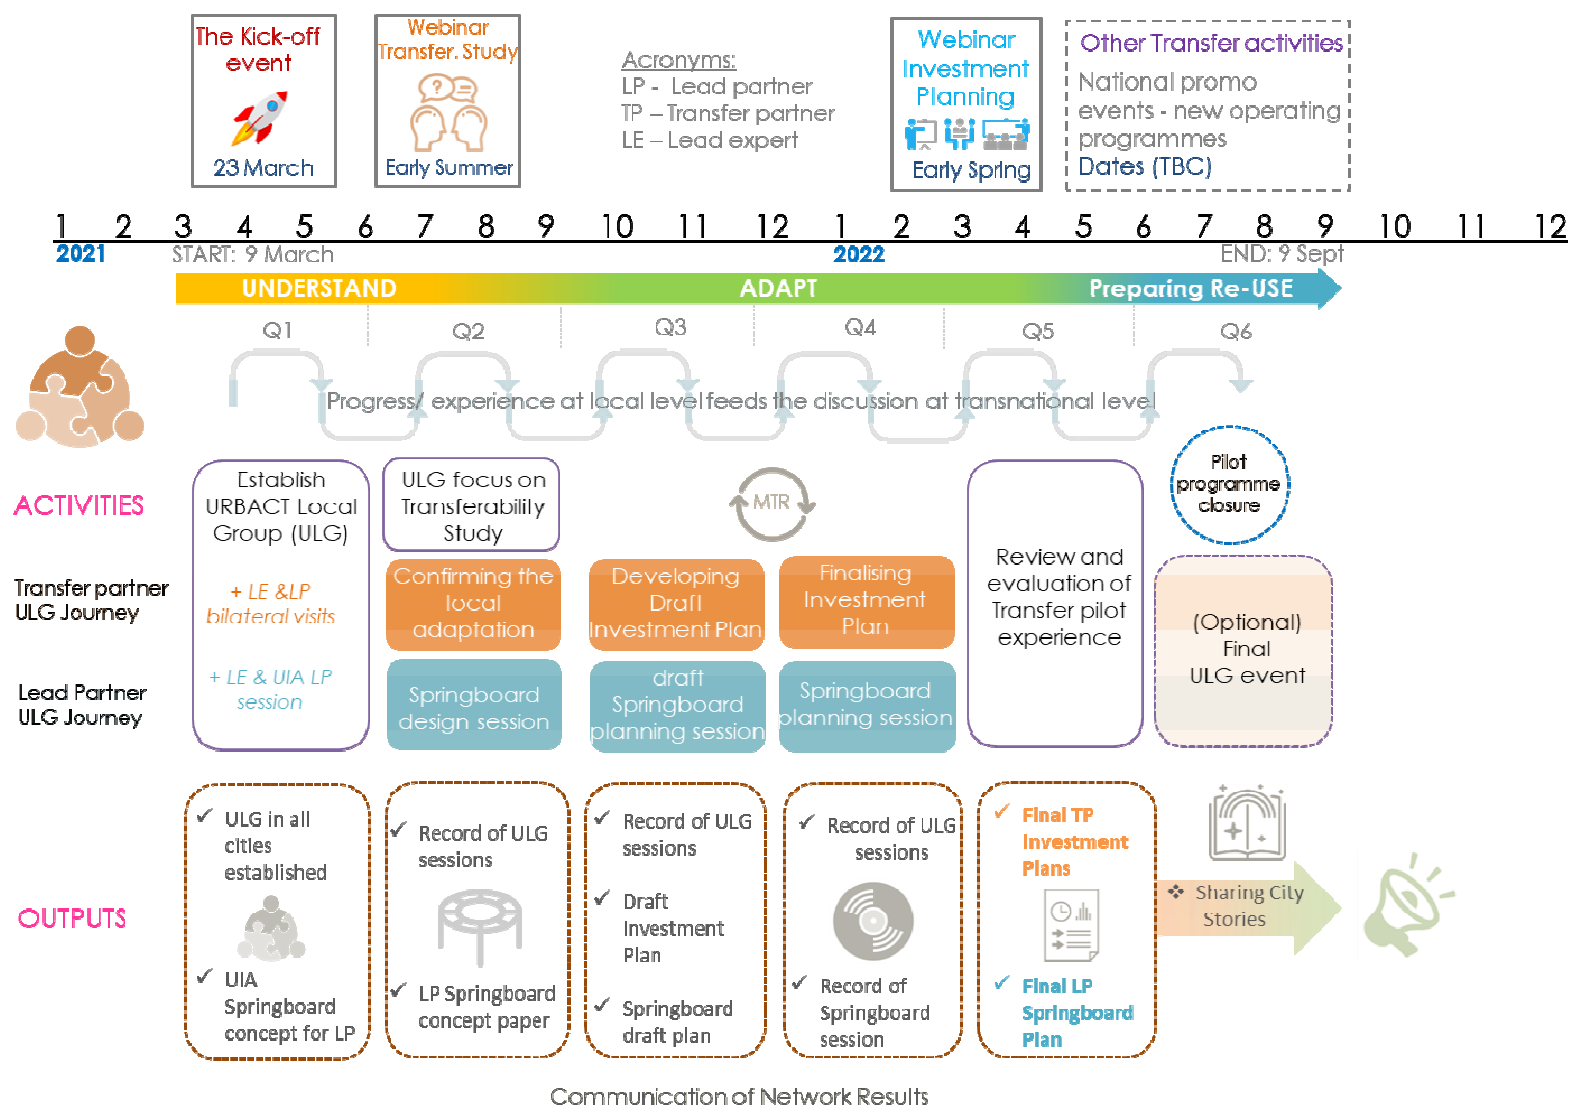 The Kick-off
event
23 March
Webinar
Transfer. Study
Early Summer
Acronyms:
LP - Lead partner
TP – Transfer partner
LE – Lead expert
Webinar
Investment
Planning
Early Spring
Other Transfer activities
National promo
events - new operating
programmes
Dates (TBC)
1 2 3 4 5 6 7 8 9 10 11 12 1 2 3 4 5 6 7 8 9 10 11 12
2021 START: 9 March 2022 END: 9 Sept
UNDERSTAND ADAPT Preparing Re-USE
Q1 Q2 Q3 Q4 Q5 Q6
Progress/ experience at local level feeds the discussion at transnational level
ACTIVITIES
Transfer partner
ULG Journey
Lead Partner
ULG Journey
Establish
URBACT Local
Group (ULG)
+ LE &LP
bilateral visits
+ LE & UIA LP
session
ULG focus on
Transferability
Study
Confirming the
local
adaptation
Springboard
design session
MTR
Developing
Draft
Investment Plan
draft
Springboard
planning session
Finalising
Investment
Plan
Springboard
planning session
Review and
evaluation of
Transfer pilot
experience
Pilot
programme
closure
(Optional)
Final
ULG event
OUTPUTS
✓ ULG in all
cities
established
✓ UIA
Springboard
concept for LP
✓ Record of ULG
sessions
✓ LP Springboard
concept paper
✓ Record of ULG
sessions
✓ Draft
Investment
Plan
✓ Springboard
draft plan
✓ Record of ULG
sessions
✓ Record of
Springboard
session
✓ Final TP
Investment
Plans
✓ Final LP
Springboard
Plan
❖ Sharing City
Stories
Communication of Network Results